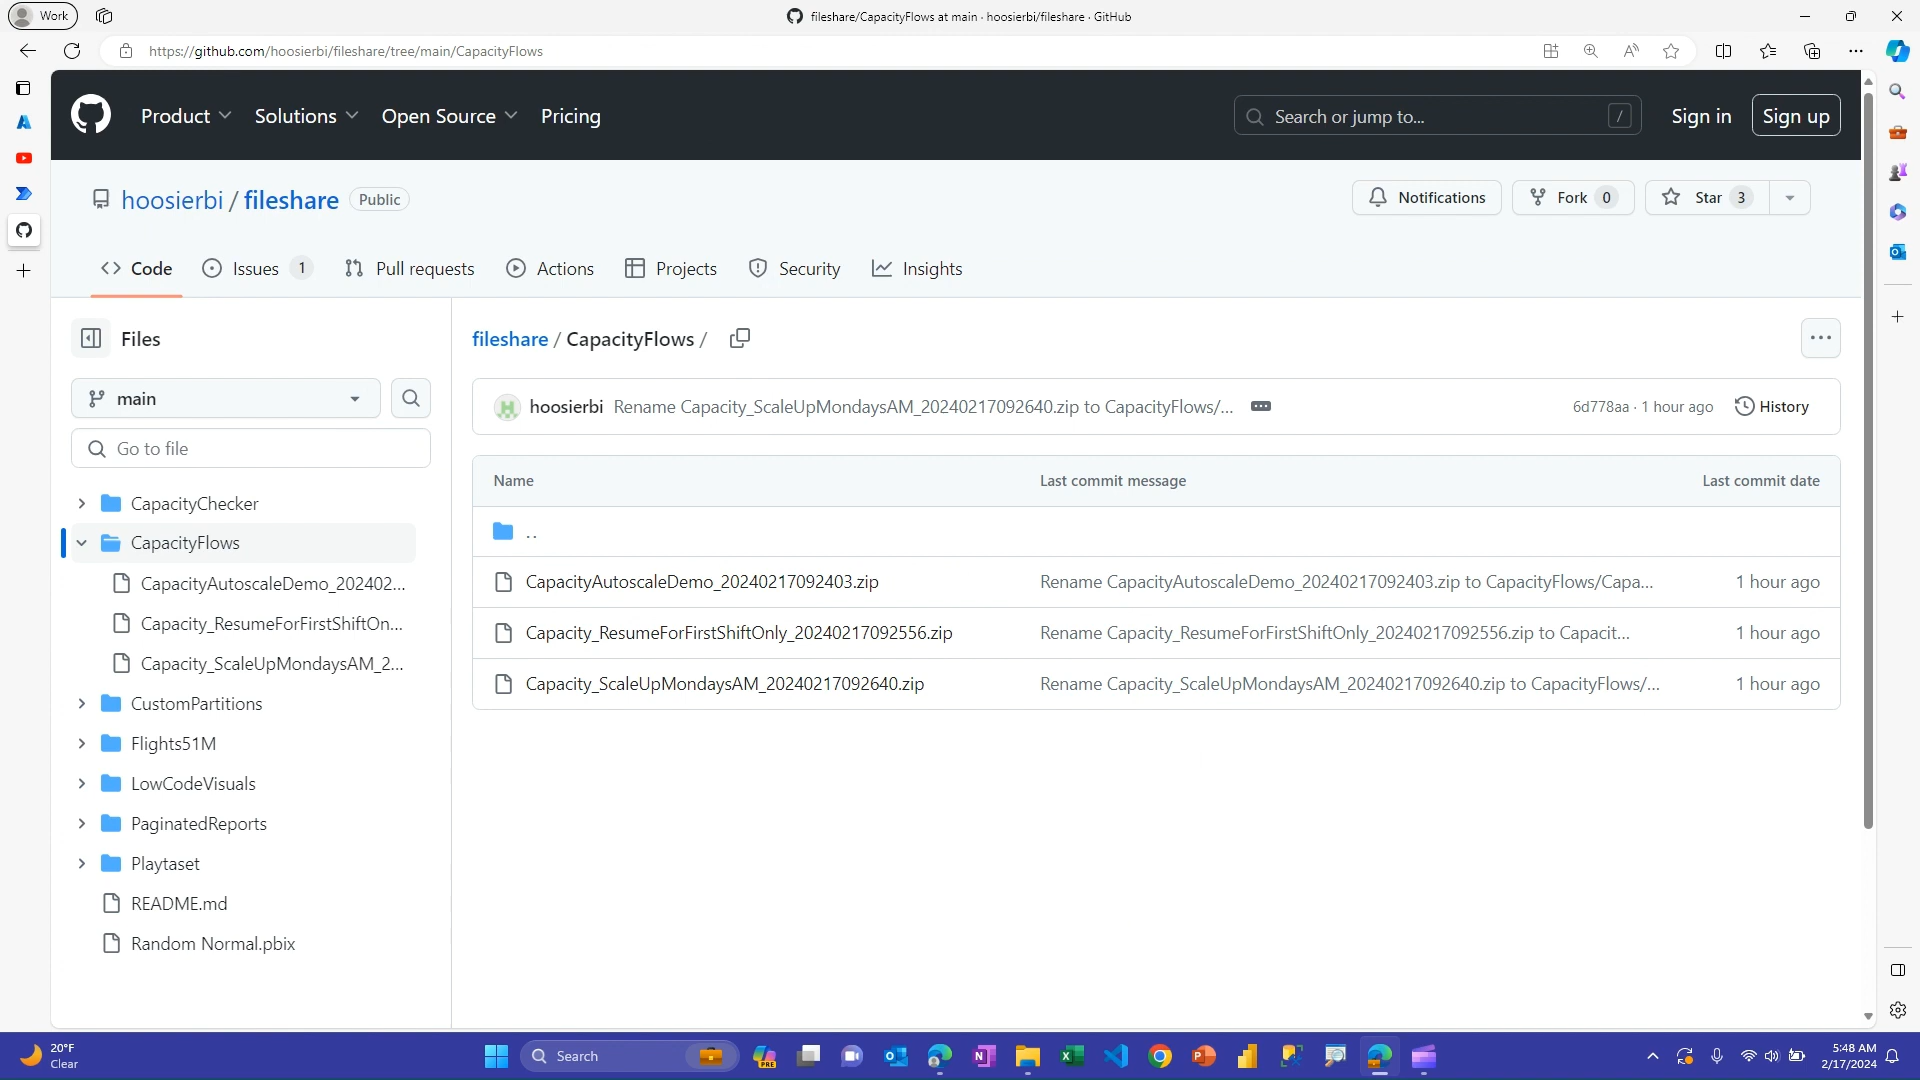 Work
fileshare/CapacityFlows at main · hoosierbi/fileshare · GitHub
https://github.com/hoosierbi/fileshare/tree/main/CapacityFlows
Product
Solutions
Open Source
Pricing
Search or jump to...
/
Sign in
Sign up
hoosierbi / fileshare
Public
Notifications
Fork 0
Star 3
Code
Issues 1
Pull requests
Actions
Projects
Security
Insights
Files
main
Go to file
CapacityChecker
CapacityFlows
CapacityAutoscaleDemo_202402...
Capacity_ResumeForFirstShiftOn...
Capacity_ScaleUpMondaysAM_2...
CustomPartitions
Flights51M
LowCodeVisuals
PaginatedReports
Playtaset
README.md
Random Normal.pbix
fileshare / CapacityFlows /
hoosierbi Rename Capacity_ScaleUpMondaysAM_20240217092640.zip to CapacityFlows/...
6d778aa · 1 hour ago
History
Name Last commit message Last commit date
..
CapacityAutoscaleDemo_20240217092403.zip Rename CapacityAutoscaleDemo_20240217092403.zip to CapacityFlows/Capa... 1 hour ago
Capacity_ResumeForFirstShiftOnly_20240217092556.zip Rename Capacity_ResumeForFirstShiftOnly_20240217092556.zip to Capacit... 1 hour ago
Capacity_ScaleUpMondaysAM_20240217092640.zip Rename Capacity_ScaleUpMondaysAM_20240217092640.zip to CapacityFlows/... 1 hour ago
20°F
Clear
Search
PRE
5:48 AM
2/17/2024